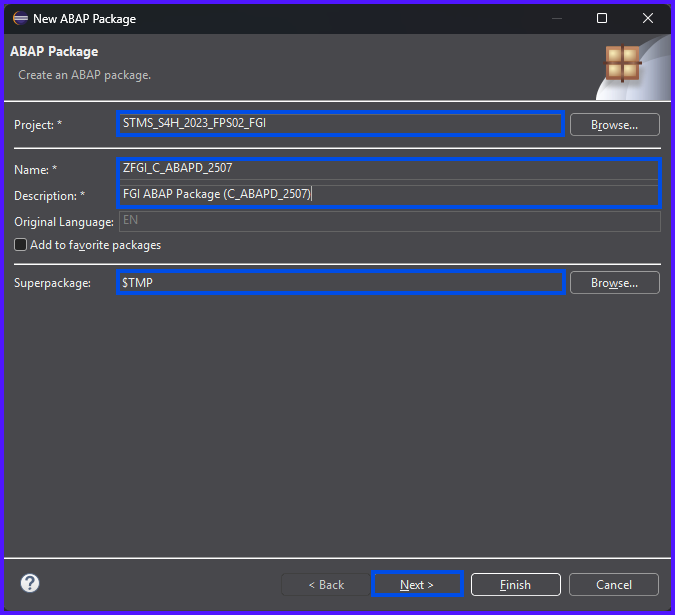 New ABAP Package
ABAP Package
Create an ABAP package.
Project: * STMS_S4H_2023_FPS02_FGI Browse...
Name: * ZFGI_C_ABAPD_2507
Description: * FGI ABAP Package (C_ABAPD_2507)
Original Language: EN
Add to favorite packages
Superpackage: $TMP Browse...
? < Back Next > Finish Cancel